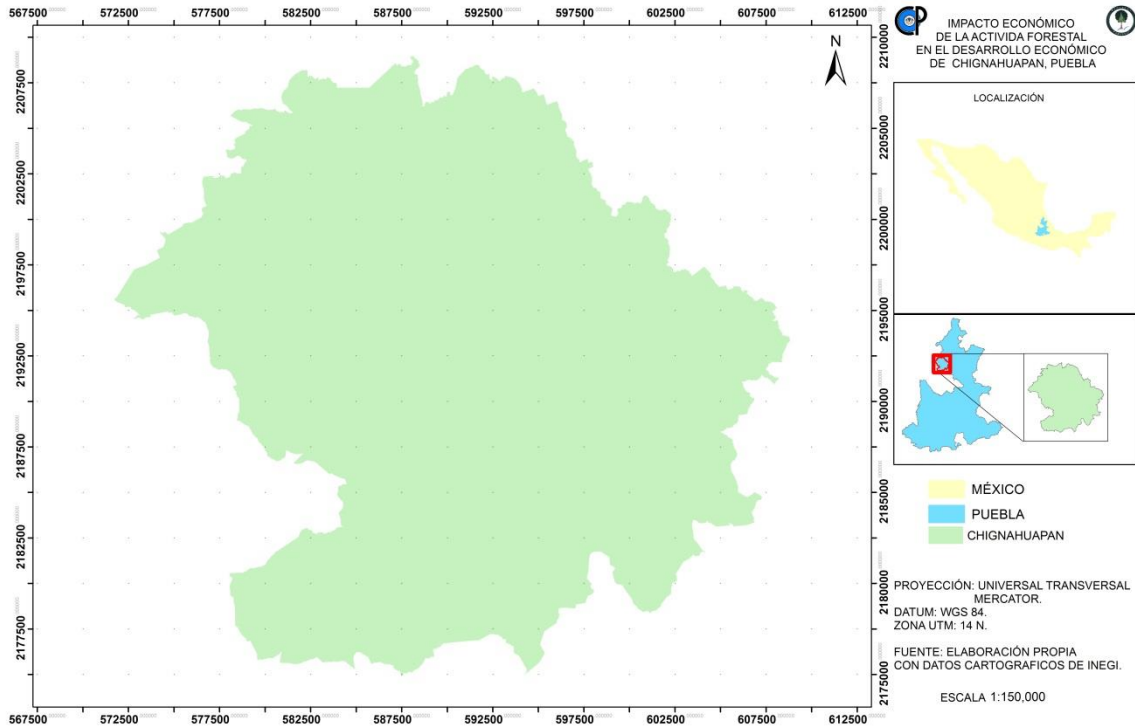 567500 572500 577500 582500 587500 592500 597500 602500 607500 612500
2207500
2202500
2197500
2192500
2187500
2182500
2177500
N
2210000
2205000
2200000
2195000
2190000
2185000
2180000
2175000
567500 572500 577500 582500 587500 592500 597500 602500 607500 612500
CP
IMPACTO ECONÓMICO
DE LA ACTIVIDA FORESTAL
EN EL DESARROLLO ECONÓMICO
DE CHIGNAHUAPAN, PUEBLA
LOCALIZACIÓN
MÉXICO
PUEBLA
CHIGNAHUAPAN
PROYECCIÓN: UNIVERSAL TRANSVERSAL
MERCATOR.
DATUM: WGS 84.
ZONA UTM: 14 N.
FUENTE: ELABORACIÓN PROPIA
CON DATOS CARTOGRAFICOS DE INEGI.
ESCALA 1:150,000